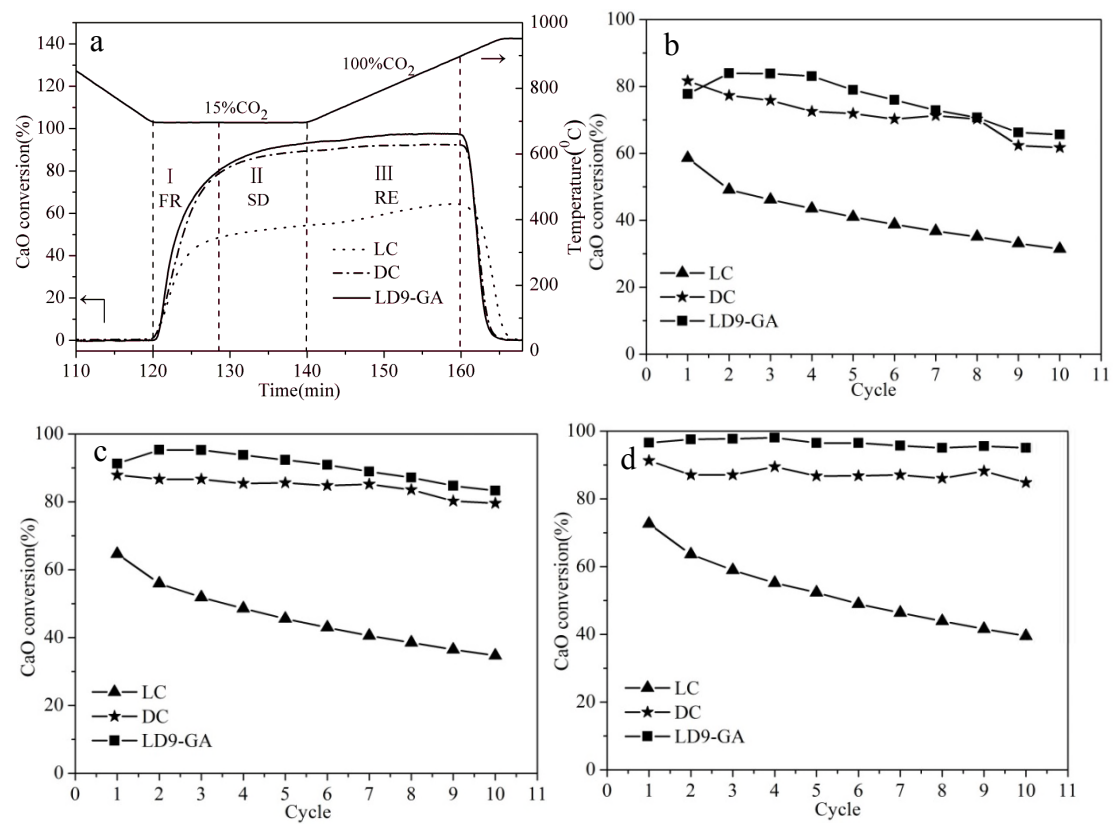 a
140
120
100
80
60
40
20
0
CaO conversion(%)
110
120
130
140
150
160
Time(min)
1000
800
600
400
200
0
Temperature(⁰C)
100%CO₂
15%CO₂
I
FR
II
SD
III
RE
LC
DC
LD9-GA
b
100
80
60
40
20
0
CaO conversion(%)
LC
DC
LD9-GA
0 1 2 3 4 5 6 7 8 9 10 11
Cycle
c
100
80
60
40
20
0
CaO conversion(%)
LC
DC
LD9-GA
0 1 2 3 4 5 6 7 8 9 10 11
Cycle
d
100
80
60
40
20
0
CaO conversion(%)
LC
DC
LD9-GA
0 1 2 3 4 5 6 7 8 9 10 11
Cycle